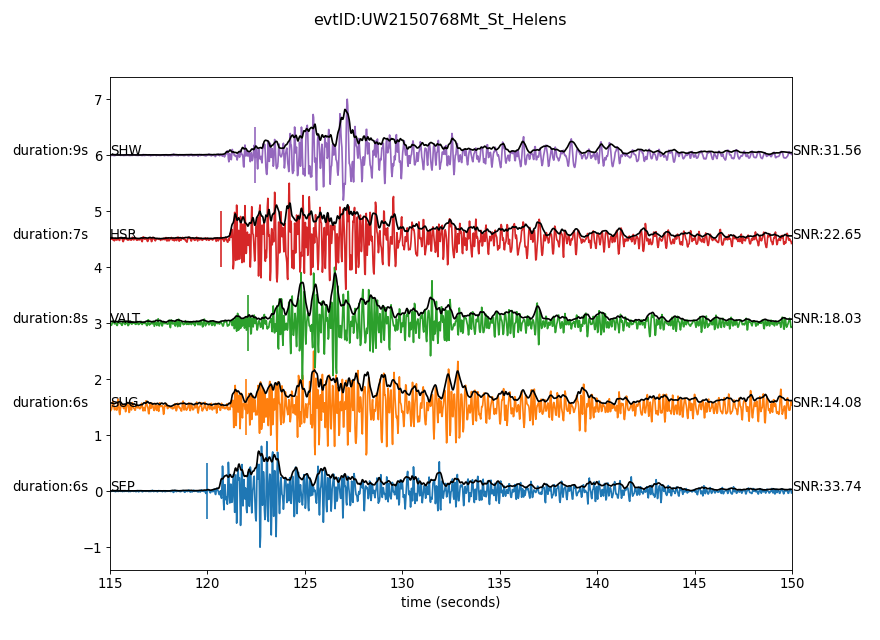 evtID:UW2150768Mt_St_Helens
7
duration:9s SHW 6 SNR:31.56
5
duration:7s HSR SNR:22.65
4
duration:8s VALT 3 SNR:18.03
2
duration:6s SUG SNR:14.08
1
duration:6s SEP 0 SNR:33.74
−1
115 120 125 130 135 140 145 150
time (seconds)